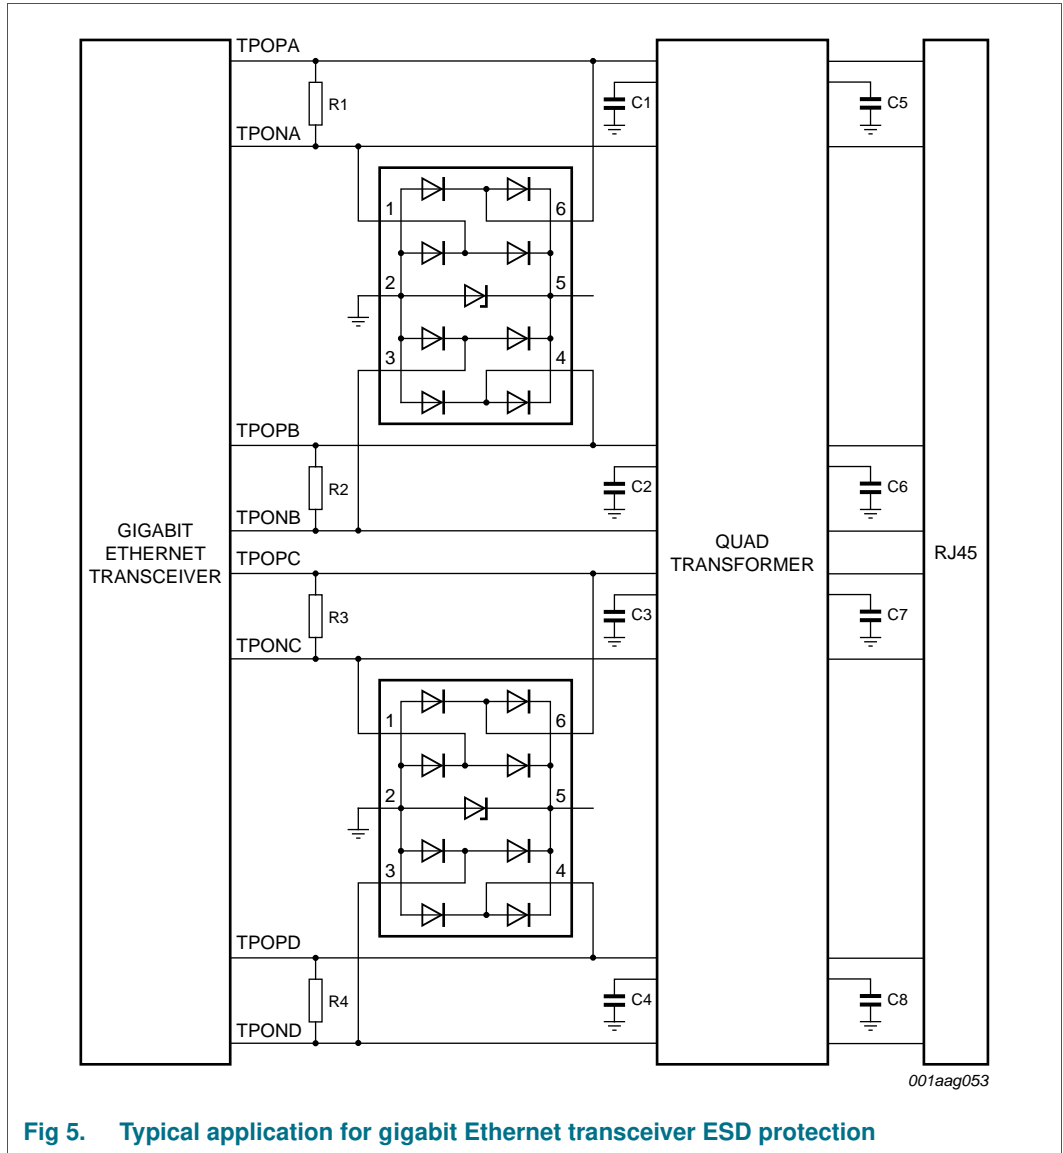 TPOPA
R1
C1
C5
TPONA
1
6
2
5
3
4
TPOPB
R2
C2
C6
TPONB
GIGABIT
ETHERNET
TRANSCEIVER
QUAD
TRANSFORMER
RJ45
TPOPC
R3
C3
C7
TPONC
1
6
2
5
3
4
TPOPD
R4
C4
C8
TPOND
001aag053
Fig 5. Typical application for gigabit Ethernet transceiver ESD protection